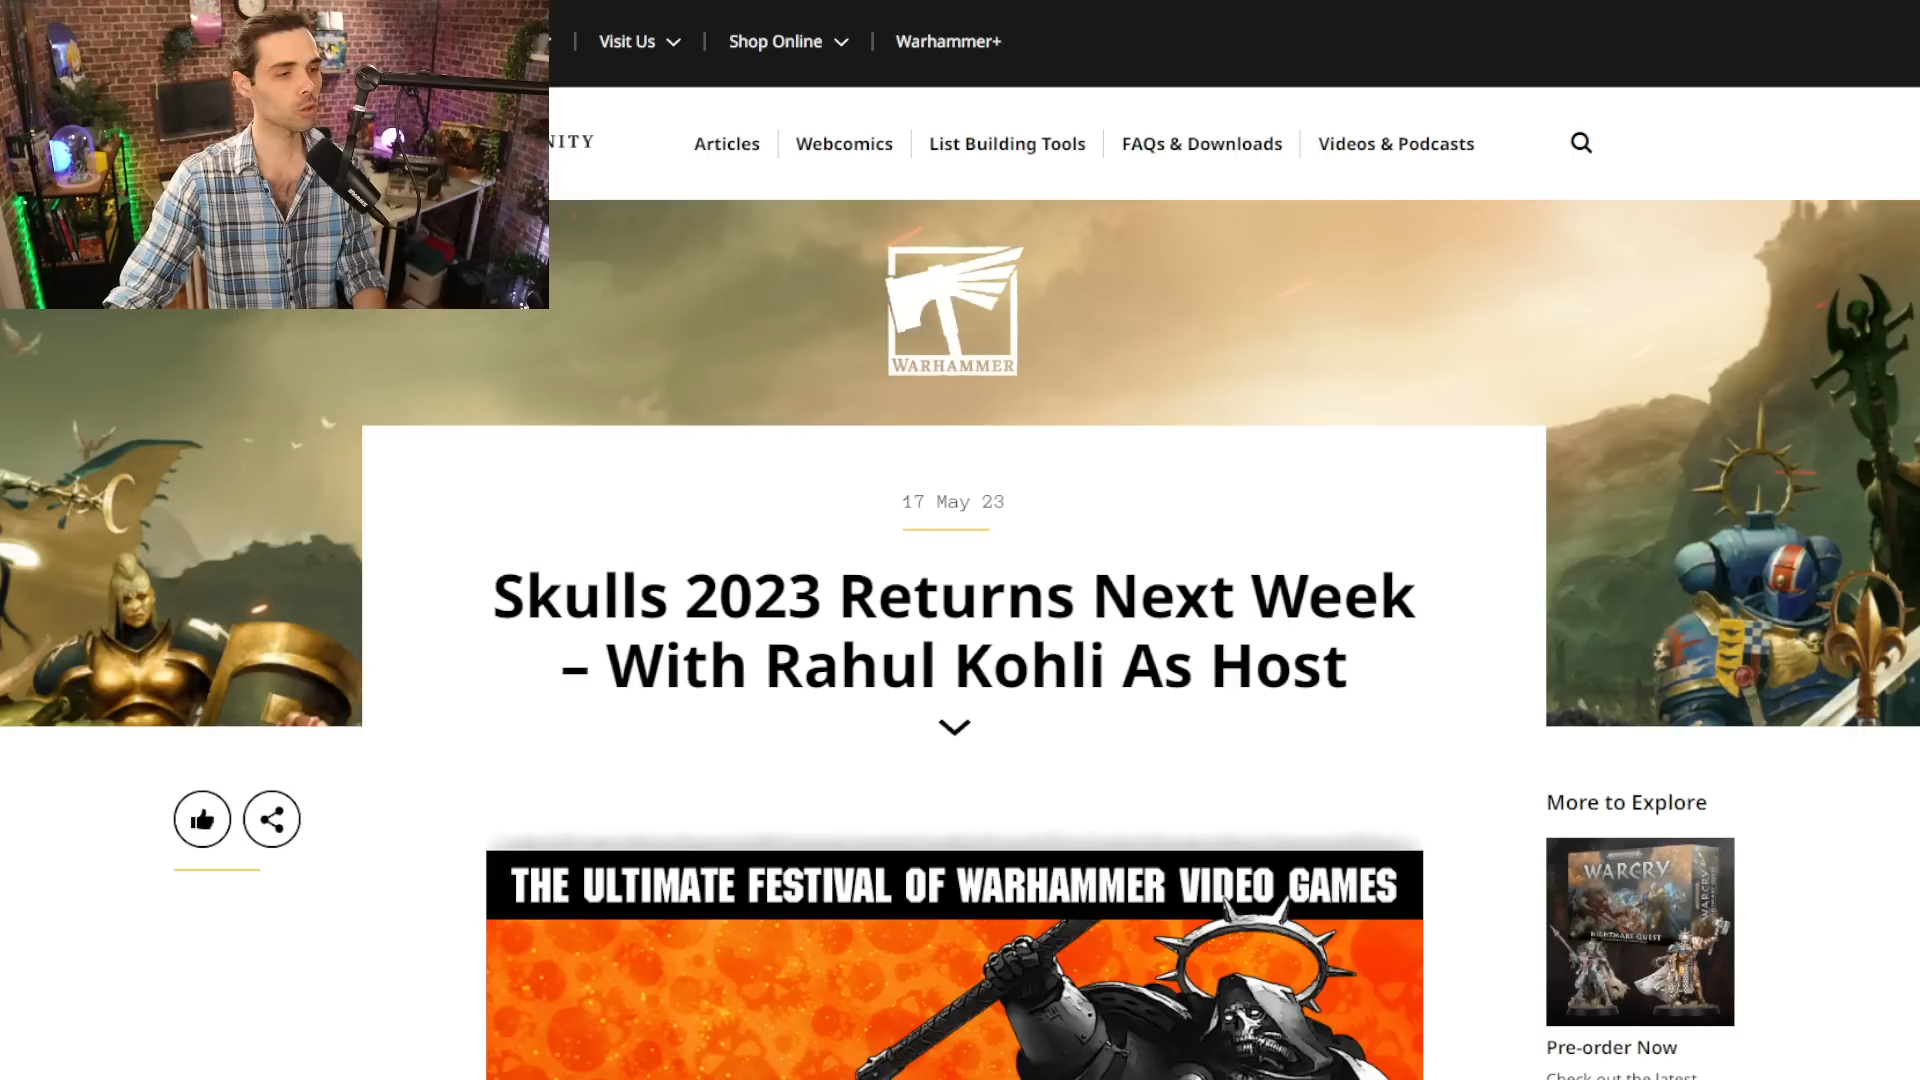 Visit Us
Shop Online
Warhammer+
NITY
Articles
Webcomics
List Building Tools
FAQs & Downloads
Videos & Podcasts
WARHAMMER
17 May 23
Skulls 2023 Returns Next Week
– With Rahul Kohli As Host
More to Explore
THE ULTIMATE FESTIVAL OF WARHAMMER VIDEO GAMES
WARCRY
WARCRY
NIGHTMARE QUEST
Pre-order Now
Check out the latest